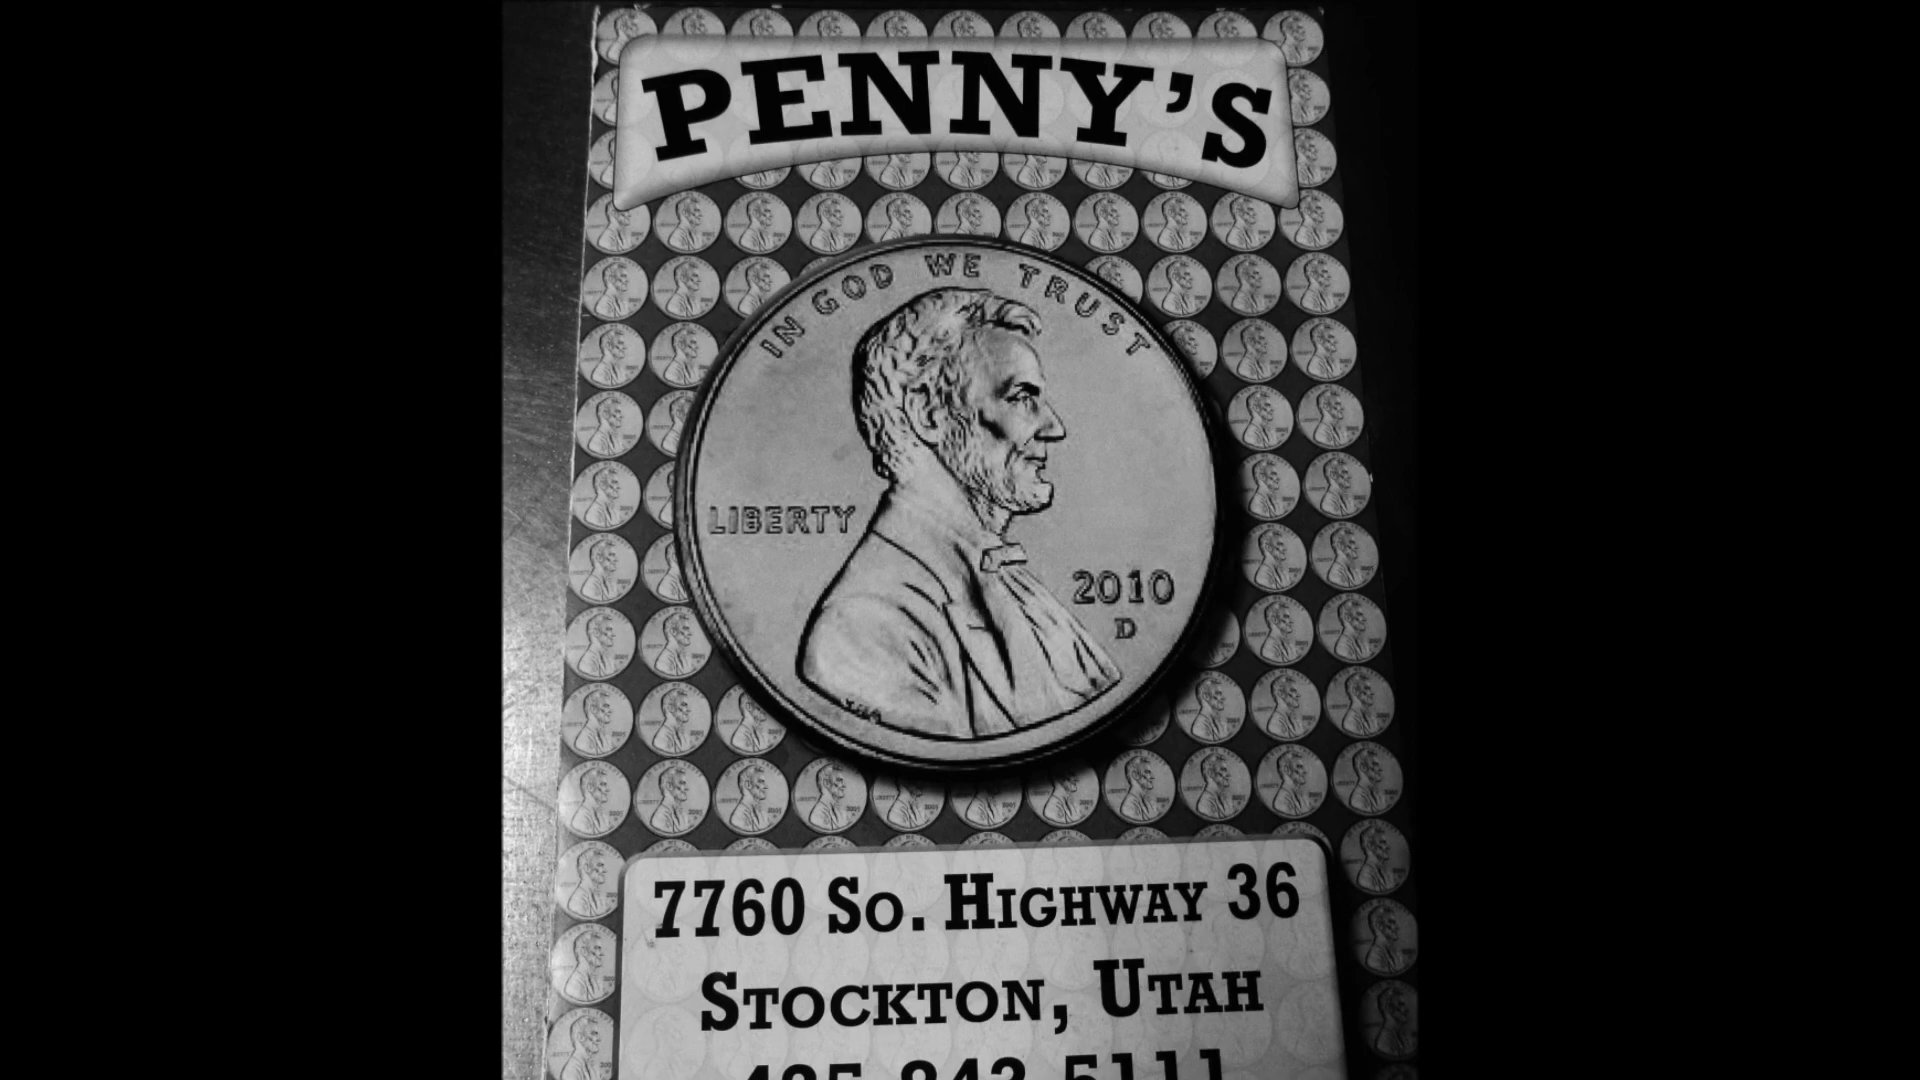 PENNY'S
IN GOD WE TRUST
LIBERTY
2010
D
7760 So. HIGHWAY 36
STOCKTON, UTAH